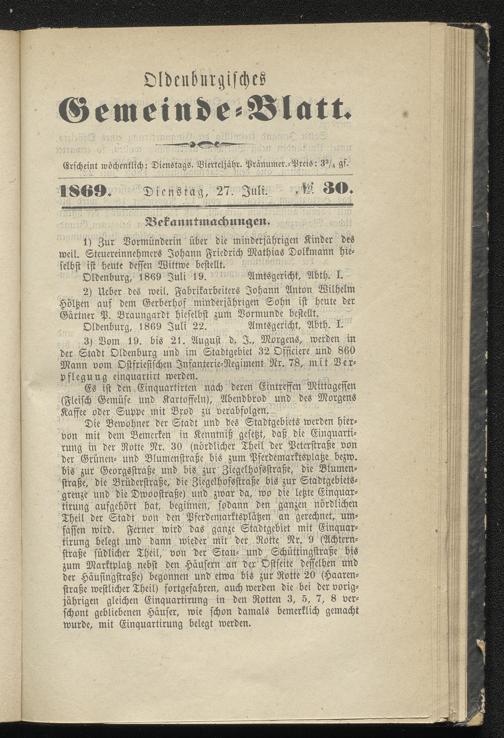 Oldenburgisches
Gemeinde-Blatt.
Erscheint wöchentlich: Dienstags. Vierteljähr. Pränumer.-Preis: 3¾ gf.
1869. Dienstag, 27. Juli. № 30.
Bekanntmachungen.
1) Zur Vormünderin über die minderjährigen Kinder des
weil. Steuereinnehmers Johann Friedrich Mathias Dolkmann hie-
selbst ist heute dessen Wittwe bestellt.
Oldenburg, 1869 Juli 19. Amtsgericht, Abth. I.
2) Ueber des weil. Fabrikarbeiters Johann Anton Wilhelm
Hölzen auf dem Gerberhof minderjährigen Sohn ist heute der
Gärtner P. Braungardt hieselbst zum Vormunde bestellt.
Oldenburg, 1869 Juli 22. Amtsgericht, Abth. I.
3) Vom 19. bis 21. August d. J., Morgens, werden in
der Stadt Oldenburg und im Stadtgebiet 32 Officiere und 860
Mann vom Ostfriesischen Infanterie-Regiment Nr. 78, mit Ver-
pflegung einquartiert werden.
Es ist den Einquartirten nach deren Eintreffen Mittagessen
(Fleisch Gemüse und Kartoffeln), Abendbrod und des Morgens
Kaffee oder Suppe mit Brod zu verabfolgen.
Die Bewohner der Stadt und des Stadtgebiets werden hier-
von mit dem Bemerken in Kenntniß gesetzt, daß die Einquarti-
rung in der Rotte Nr. 30 (nördlicher Theil der Peterstraße von
der Grünen- und Blumenstraße bis zum Pferdemarktsplatze bezw.
bis zur Georgstraße und bis zur Ziegelhofstraße, die Blumen-
straße, die Brüderstraße, die Ziegelhofstraße bis zur Stadtgebiets-
grenze und die Dwostraße) und zwar da, wo die letzte Einquar-
tirung aufgehört hat, beginnen, sodann den ganzen nördlichen
Theil der Stadt von den Pferdemarktsplätzen an gerechnet, um-
fassen wird. Ferner wird das ganze Stadtgebiet mit Einquar-
tirung belegt und dann wieder mit der Rotte Nr. 9 (Achtern-
straße südlicher Theil, von der Stau- und Schüttingstraße bis
zum Marktplatz nebst den Häusern an der Ostseite desselben und
der Häusingstraße) begonnen und etwa bis zur Rotte 20 (Haaren-
straße westlicher Theil) fortgefahren, auch werden die bei der vorig-
jährigen gleichen Einquartirung in den Rotten 3, 5, 7, 8 ver-
schont gebliebenen Häuser, wie schon damals bemerklich gemacht
wurde, mit Einquartirung belegt werden.